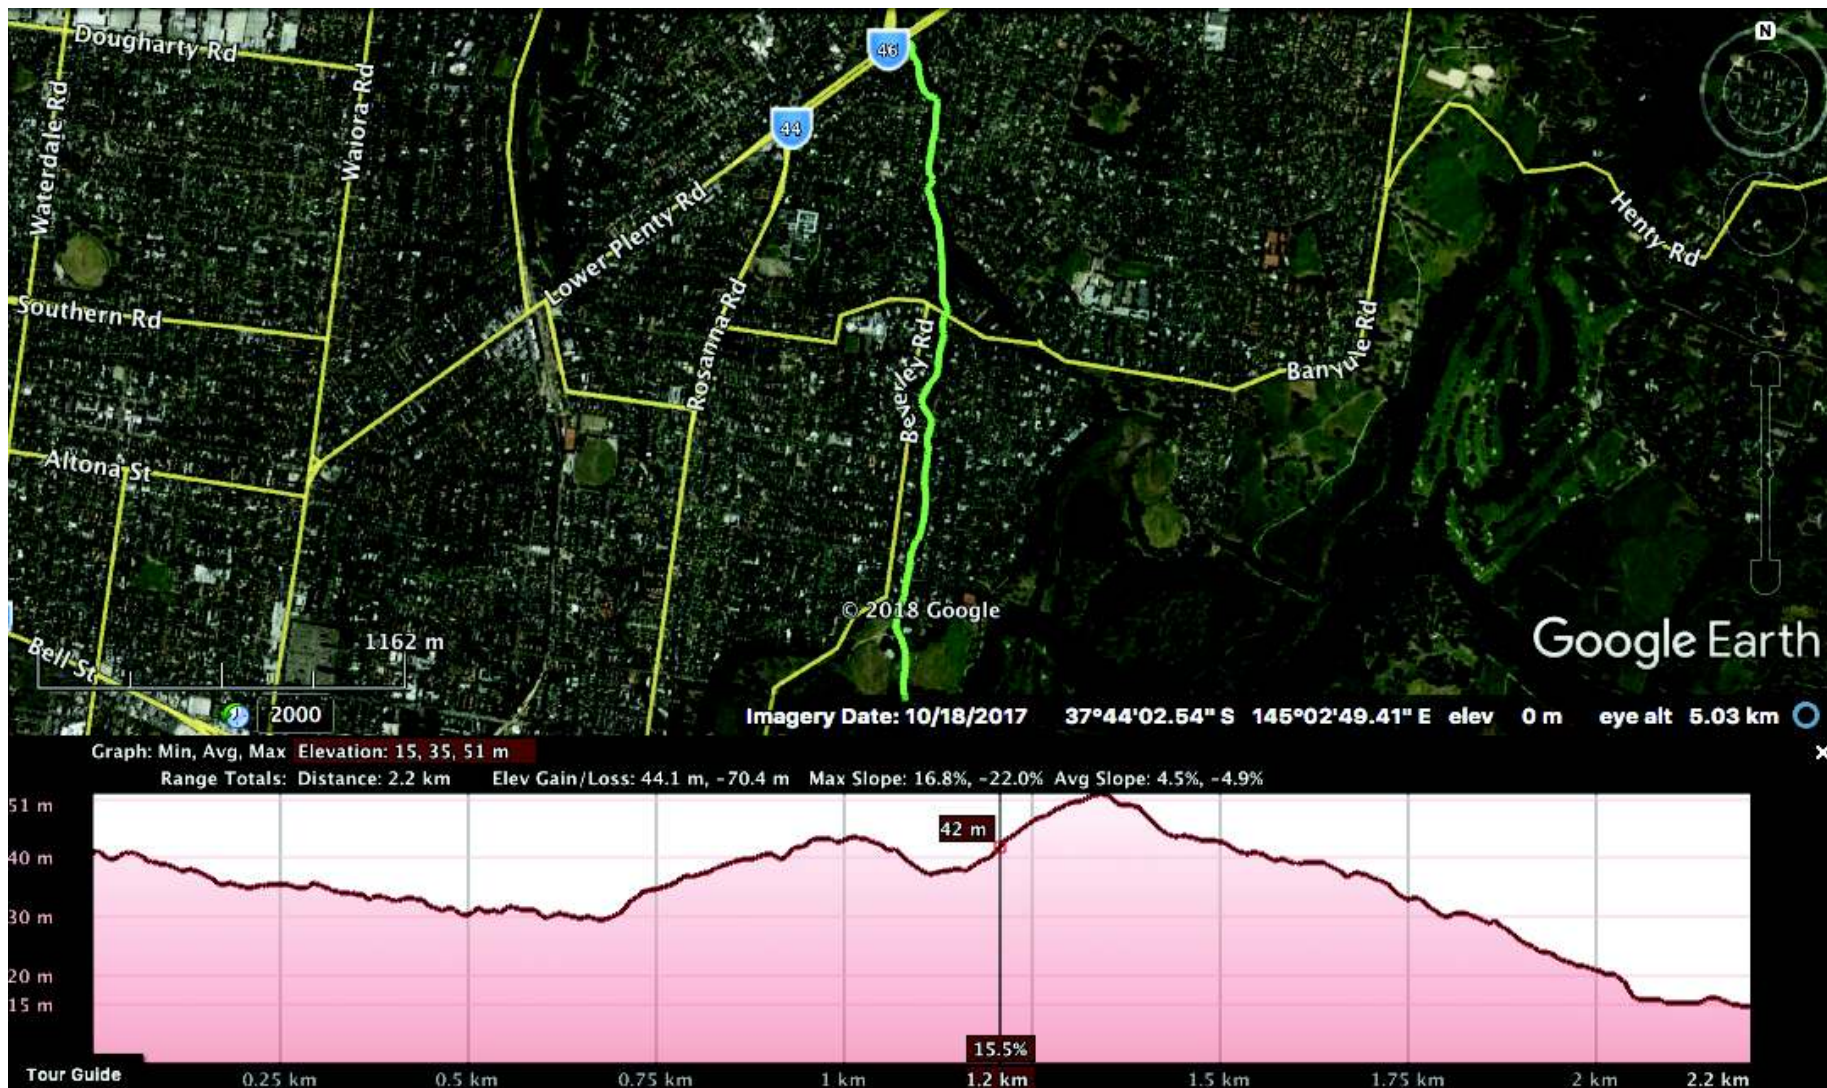 N
46
Dougharty Rd
44
Waterdale Rd
Waiora Rd
Lower Plenty Rd
Henty Rd
Southern Rd
Rosanna Rd
Beverley Rd
Banyule Rd
Altona St
© 2018 Google
1162 m
Bell St
Google Earth
2000
Imagery Date: 10/18/2017 37°44'02.54" S 145°02'49.41" E elev 0 m eye alt 5.03 km
Graph: Min, Avg, Max Elevation: 15, 35, 51 m
Range Totals: Distance: 2.2 km Elev Gain/Loss: 44.1 m, -70.4 m Max Slope: 16.8%, -22.0% Avg Slope: 4.5%, -4.9%
51 m
42 m
40 m
30 m
20 m
15 m
15.5%
Tour Guide 0.25 km 0.5 km 0.75 km 1 km 1.2 km 1.5 km 1.75 km 2 km 2.2 km